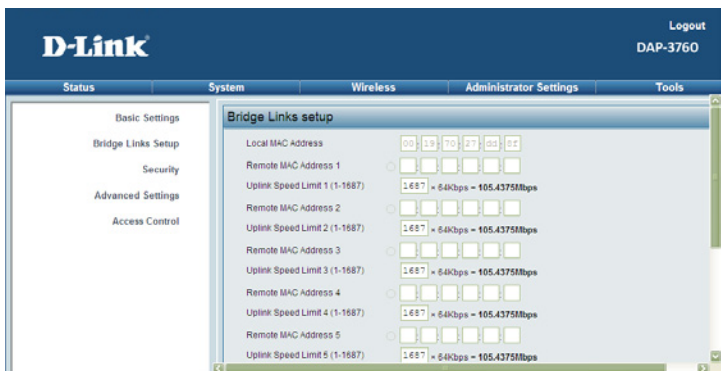 Logout
D-Link
DAP-3760
Status System Wireless Administrator Settings Tools
Basic Settings
Bridge Links Setup
Security
Advanced Settings
Access Control
Bridge Links setup
Local MAC Address 00 : 19 : 70 : 27 : dd : 8f
Remote MAC Address 1 : : : : :
Uplink Speed Limit 1 (1-1687) 1687 × 64Kbps = 105.4375Mbps
Remote MAC Address 2 : : : : :
Uplink Speed Limit 2 (1-1687) 1687 × 64Kbps = 105.4375Mbps
Remote MAC Address 3 : : : : :
Uplink Speed Limit 3 (1-1687) 1687 × 64Kbps = 105.4375Mbps
Remote MAC Address 4 : : : : :
Uplink Speed Limit 4 (1-1687) 1687 × 64Kbps = 105.4375Mbps
Remote MAC Address 5 : : : : :
Uplink Speed Limit 5 (1-1687) 1687 × 64Kbps = 105.4375Mbps